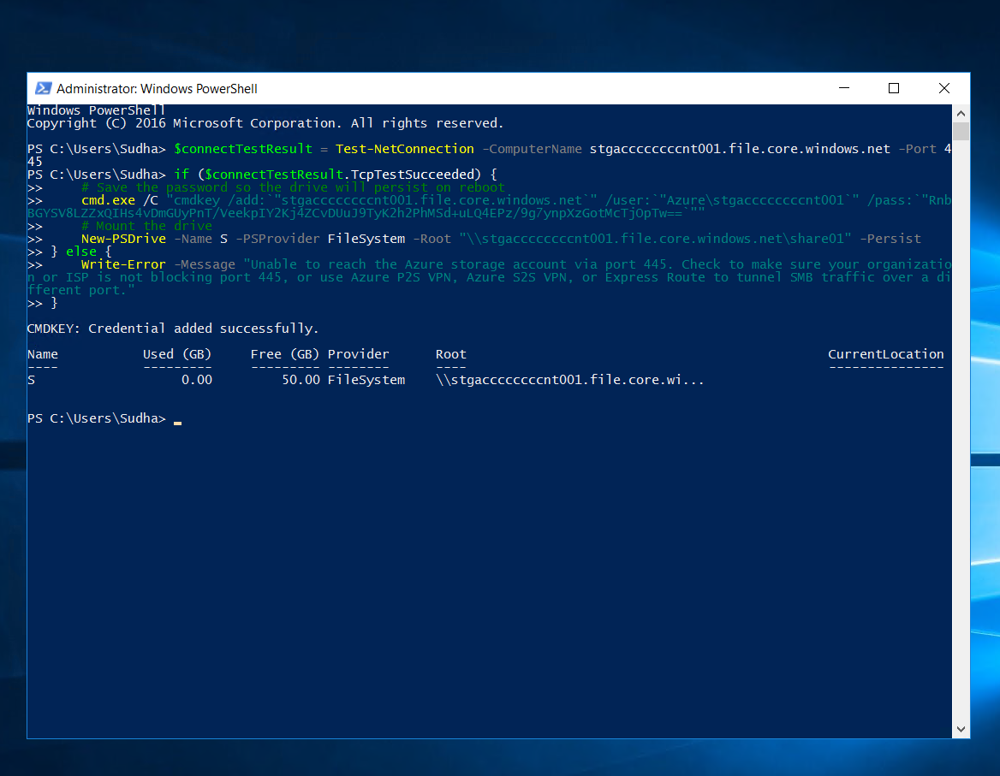 Administrator: Windows PowerShell
Windows PowerShell
Copyright (C) 2016 Microsoft Corporation. All rights reserved.
PS C:\Users\Sudha> $connectTestResult = Test-NetConnection -ComputerName stgaccccccccnt001.file.core.windows.net -Port 4
45
PS C:\Users\Sudha> if ($connectTestResult.TcpTestSucceeded) {
>>     # Save the password so the drive will persist on reboot
>>     cmd.exe /C "cmdkey /add:`"stgaccccccccnt001.file.core.windows.net`" /user:`"Azure\stgaccccccccnt001`" /pass:`"Rnb
BGYSV8LZZxQIHs4vDmGUyPnT/VeekpIY2Kj4ZCvDUuJ9TyK2h2PhMSd+uLQ4EPz/9g7ynpXzGotMcTjOpTw==`""
>>     # Mount the drive
>>     New-PSDrive -Name S -PSProvider FileSystem -Root "\\stgaccccccccnt001.file.core.windows.net\share01" -Persist
>> } else {
>>     Write-Error -Message "Unable to reach the Azure storage account via port 445. Check to make sure your organizatio
n or ISP is not blocking port 445, or use Azure P2S VPN, Azure S2S VPN, or Express Route to tunnel SMB traffic over a di
fferent port."
>> }
CMDKEY: Credential added successfully.
Name           Used (GB)     Free (GB) Provider      Root                                               CurrentLocation
----           ---------     --------- --------      ----                                               ---------------
S                   0.00         50.00 FileSystem    \\stgaccccccccnt001.file.core.wi...
PS C:\Users\Sudha>